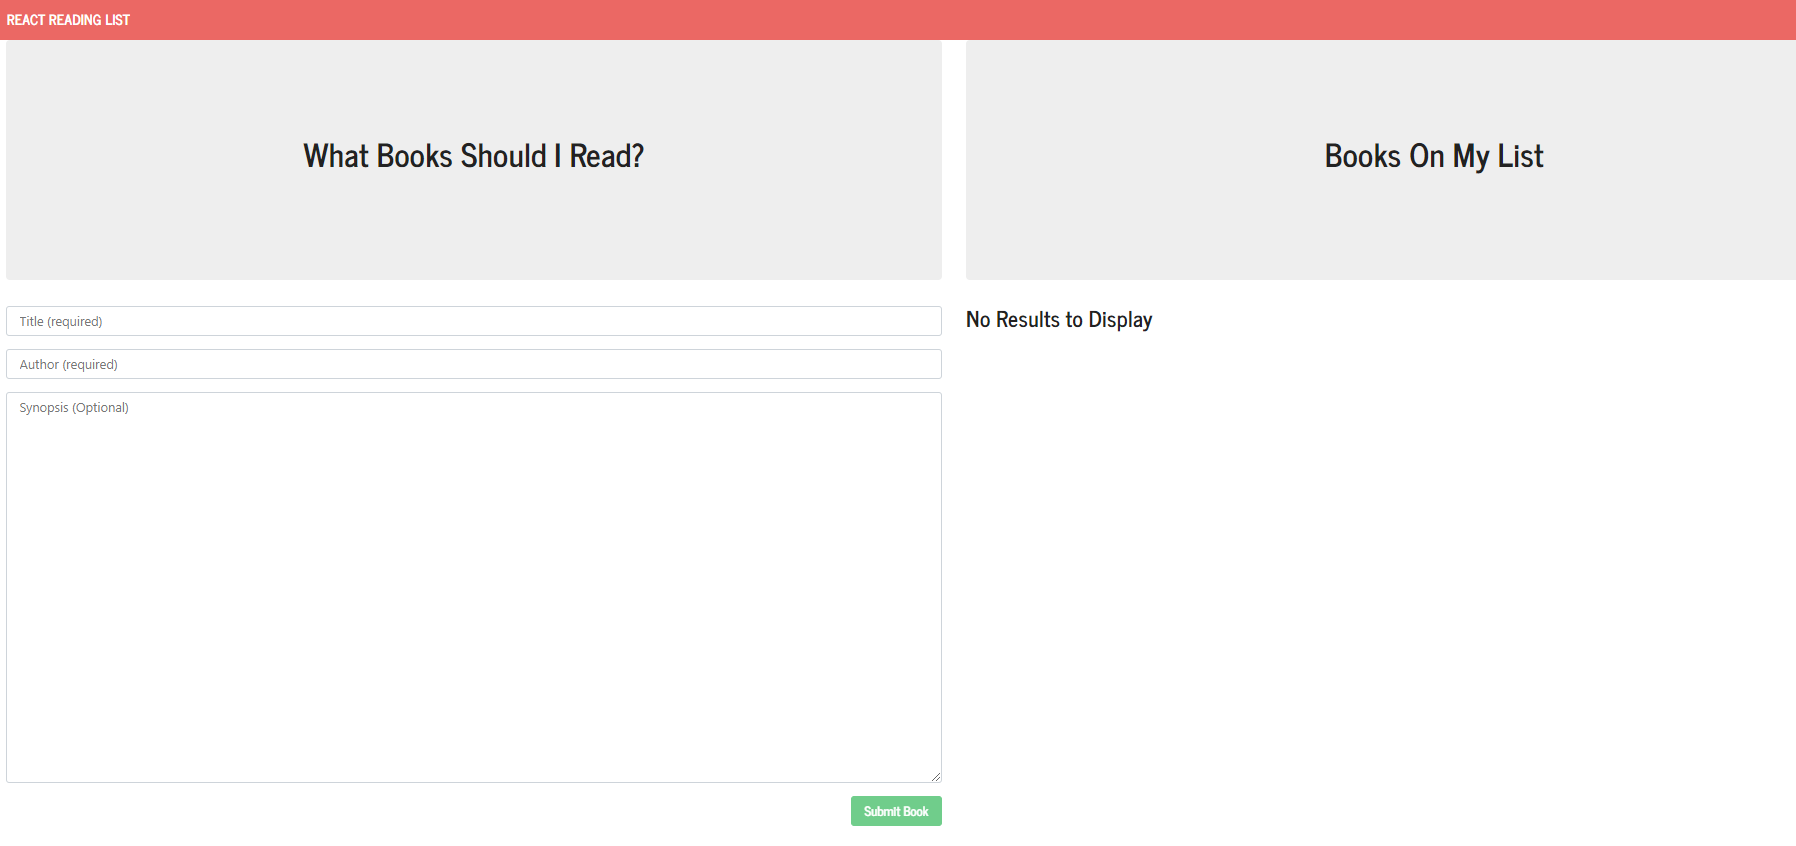 REACT READING LIST
What Books Should I Read?
Books On My List
Title (required)
No Results to Display
Author (required)
Synopsis (Optional)
Submit Book